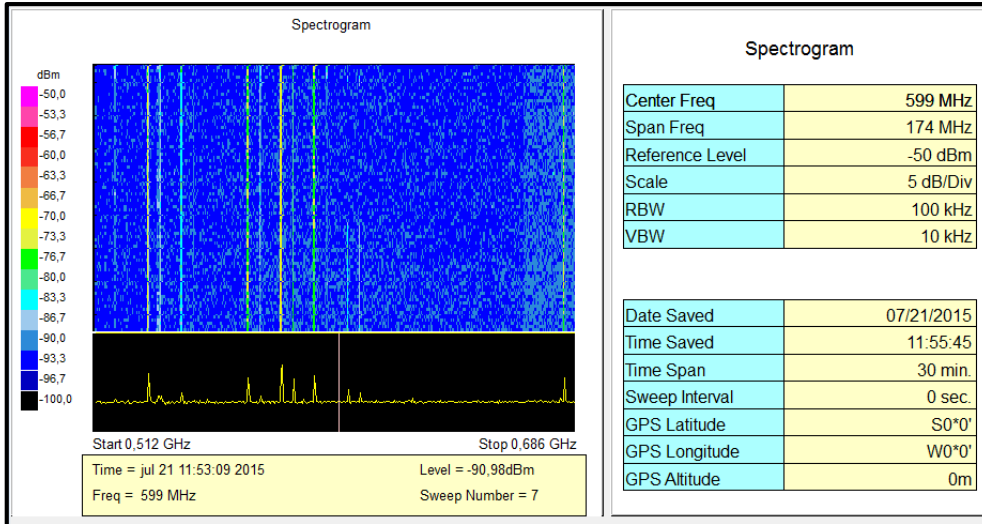 Spectrogram
dBm
-50,0
-53,3
-56,7
-60,0
-63,3
-66,7
-70,0
-73,3
-76,7
-80,0
-83,3
-86,7
-90,0
-93,3
-96,7
-100,0
Start 0,512 GHz Stop 0,686 GHz
Time = jul 21 11:53:09 2015 Level = -90,98dBm
Freq = 599 MHz Sweep Number = 7
Spectrogram
Center Freq 599 MHz
Span Freq 174 MHz
Reference Level -50 dBm
Scale 5 dB/Div
RBW 100 kHz
VBW 10 kHz
Date Saved 07/21/2015
Time Saved 11:55:45
Time Span 30 min.
Sweep Interval 0 sec.
GPS Latitude S0*0'
GPS Longitude W0*0'
GPS Altitude 0m